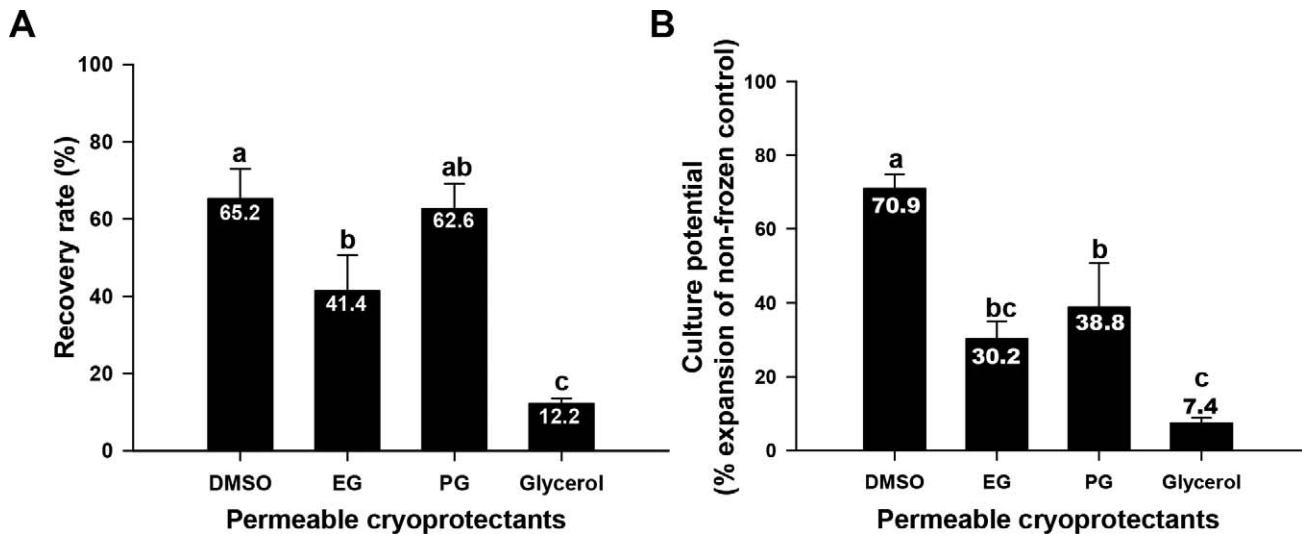 A
Recovery rate (%)
100
80
60
40
20
0
a
65.2
b
41.4
ab
62.6
c
12.2
DMSO EG PG Glycerol
Permeable cryoprotectants
B
Culture potential
(% expansion of non-frozen control)
100
80
60
40
20
0
a
70.9
bc
30.2
b
38.8
c
7.4
DMSO EG PG Glycerol
Permeable cryoprotectants